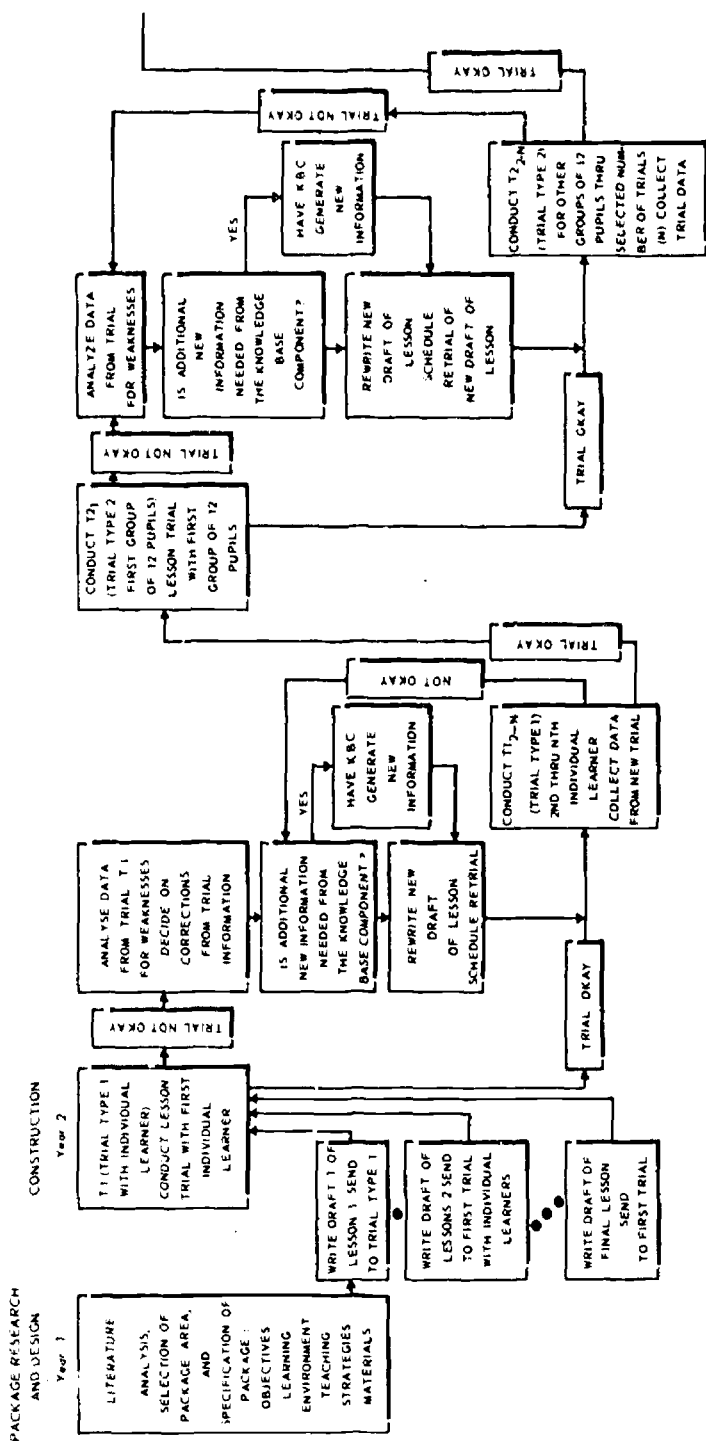 PACKAGE RESEARCH
AND DESIGN
Year 1
LITERATURE
ANALYSIS,
SELECTION OF
PACKAGE AREA,
AND
SPECIFICATION OF
PACKAGE:
OBJECTIVES
LEARNING
ENVIRONMENT
TEACHING
STRATEGIES
MATERIALS
CONSTRUCTION
Year 2
T1 (TRIAL TYPE 1
WITH INDIVIDUAL
LEARNER)
CONDUCT LESSON
TRIAL WITH FIRST
INDIVIDUAL
LEARNER
WRITE DRAFT 1 OF
LESSON 1 SEND
TO TRIAL TYPE 1
WRITE DRAFT OF
LESSONS 2 SEND
TO FIRST TRIAL
WITH INDIVIDUAL
LEARNERS
WRITE DRAFT OF
FINAL LESSON
SEND
TO FIRST TRIAL
TRIAL NOT OKAY
ANALYSE DATA
FROM TRIAL T1
FOR WEAKNESSES
DECIDE ON
CORRECTIONS
FROM TRIAL
INFORMATION
IS ADDITIONAL
NEW INFORMATION
NEEDED FROM
THE KNOWLEDGE
BASE COMPONENT?
YES
HAVE KBC
GENERATE
NEW
INFORMATION
REWRITE NEW
DRAFT
OF LESSON
SCHEDULE RETRIAL
TRIAL OKAY
NOT OKAY
CONDUCT T1 2-N
(TRIAL TYPE 1)
2ND THRU NTH
INDIVIDUAL
LEARNER
COLLECT DATA
FROM NEW TRIAL
TRIAL OKAY
CONDUCT T2 1
(TRIAL TYPE 2
FIRST GROUP
OF 12 PUPILS)
LESSON TRIAL
WITH FIRST
GROUP OF 12
PUPILS
TRIAL NOT OKAY
ANALYZE DATA
FROM TRIAL
FOR WEAKNESSES
IS ADDITIONAL
NEW
INFORMATION
NEEDED FROM
THE KNOWLEDGE
BASE
COMPONENT?
YES
HAVE KBC
GENERATE
NEW
INFORMATION
REWRITE NEW
DRAFT OF
LESSON
SCHEDULE
RETRIAL OF
NEW DRAFT OF
LESSON
TRIAL OKAY
TRIAL NOT OKAY
CONDUCT T2 2-N
(TRIAL TYPE 2)
FOR OTHER
GROUPS OF 12
PUPILS THRU
SELECTED NUM-
BER OF TRIALS
(N) COLLECT
TRIAL DATA
TRIAL OKAY